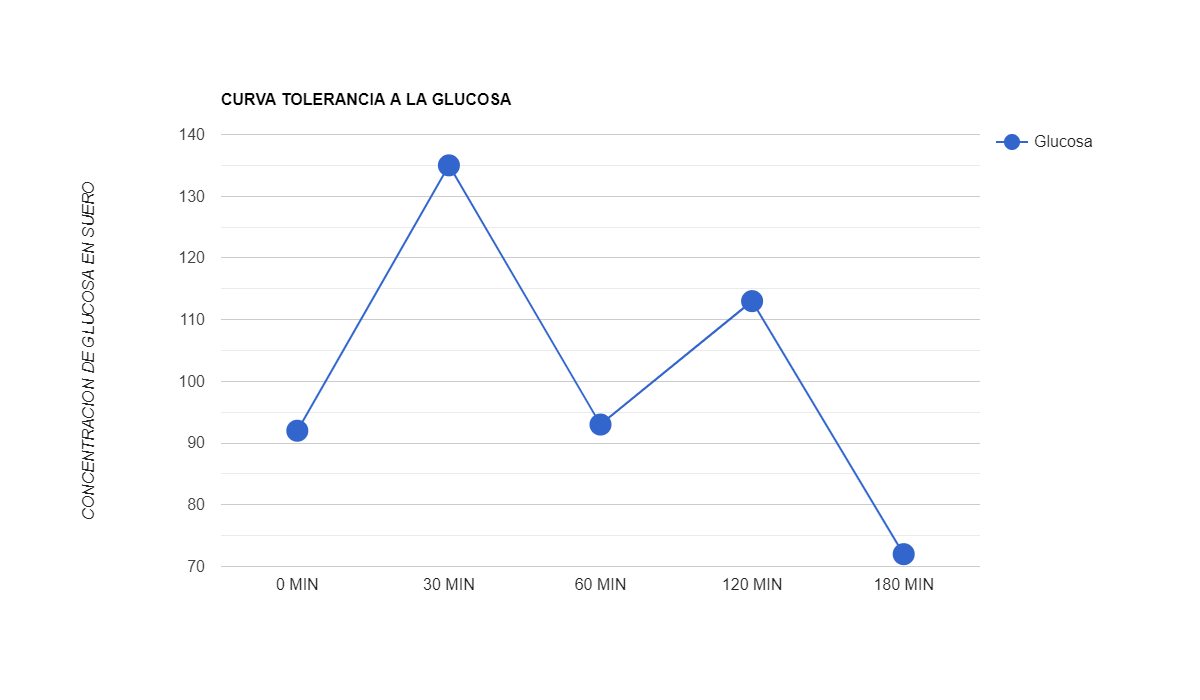 CURVA TOLERANCIA A LA GLUCOSA
Glucosa
CONCENTRACION DE GLUCOSA EN SUERO
140
130
120
110
100
90
80
70
0 MIN
30 MIN
60 MIN
120 MIN
180 MIN